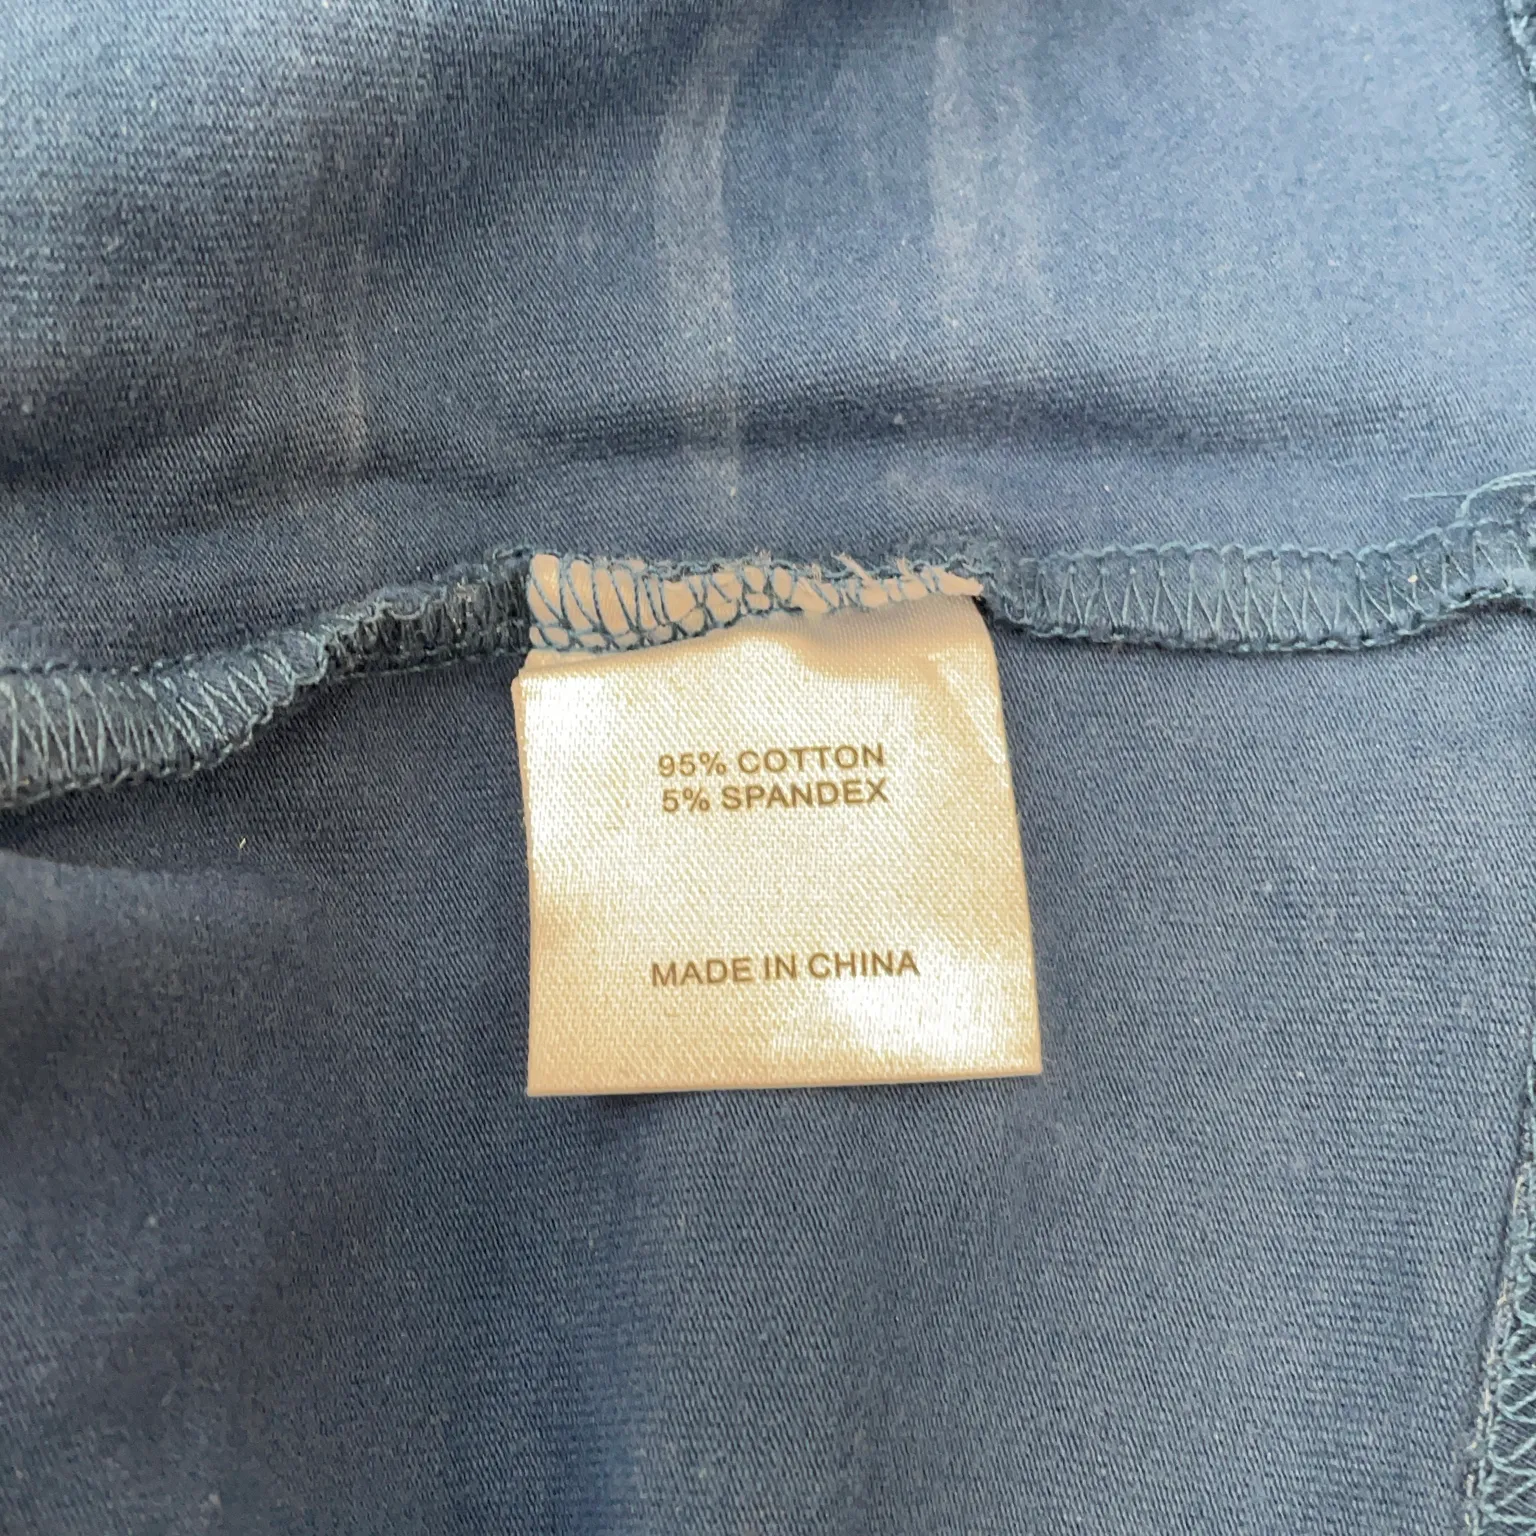 95% COTTON
5% SPANDEX
MADE IN CHINA